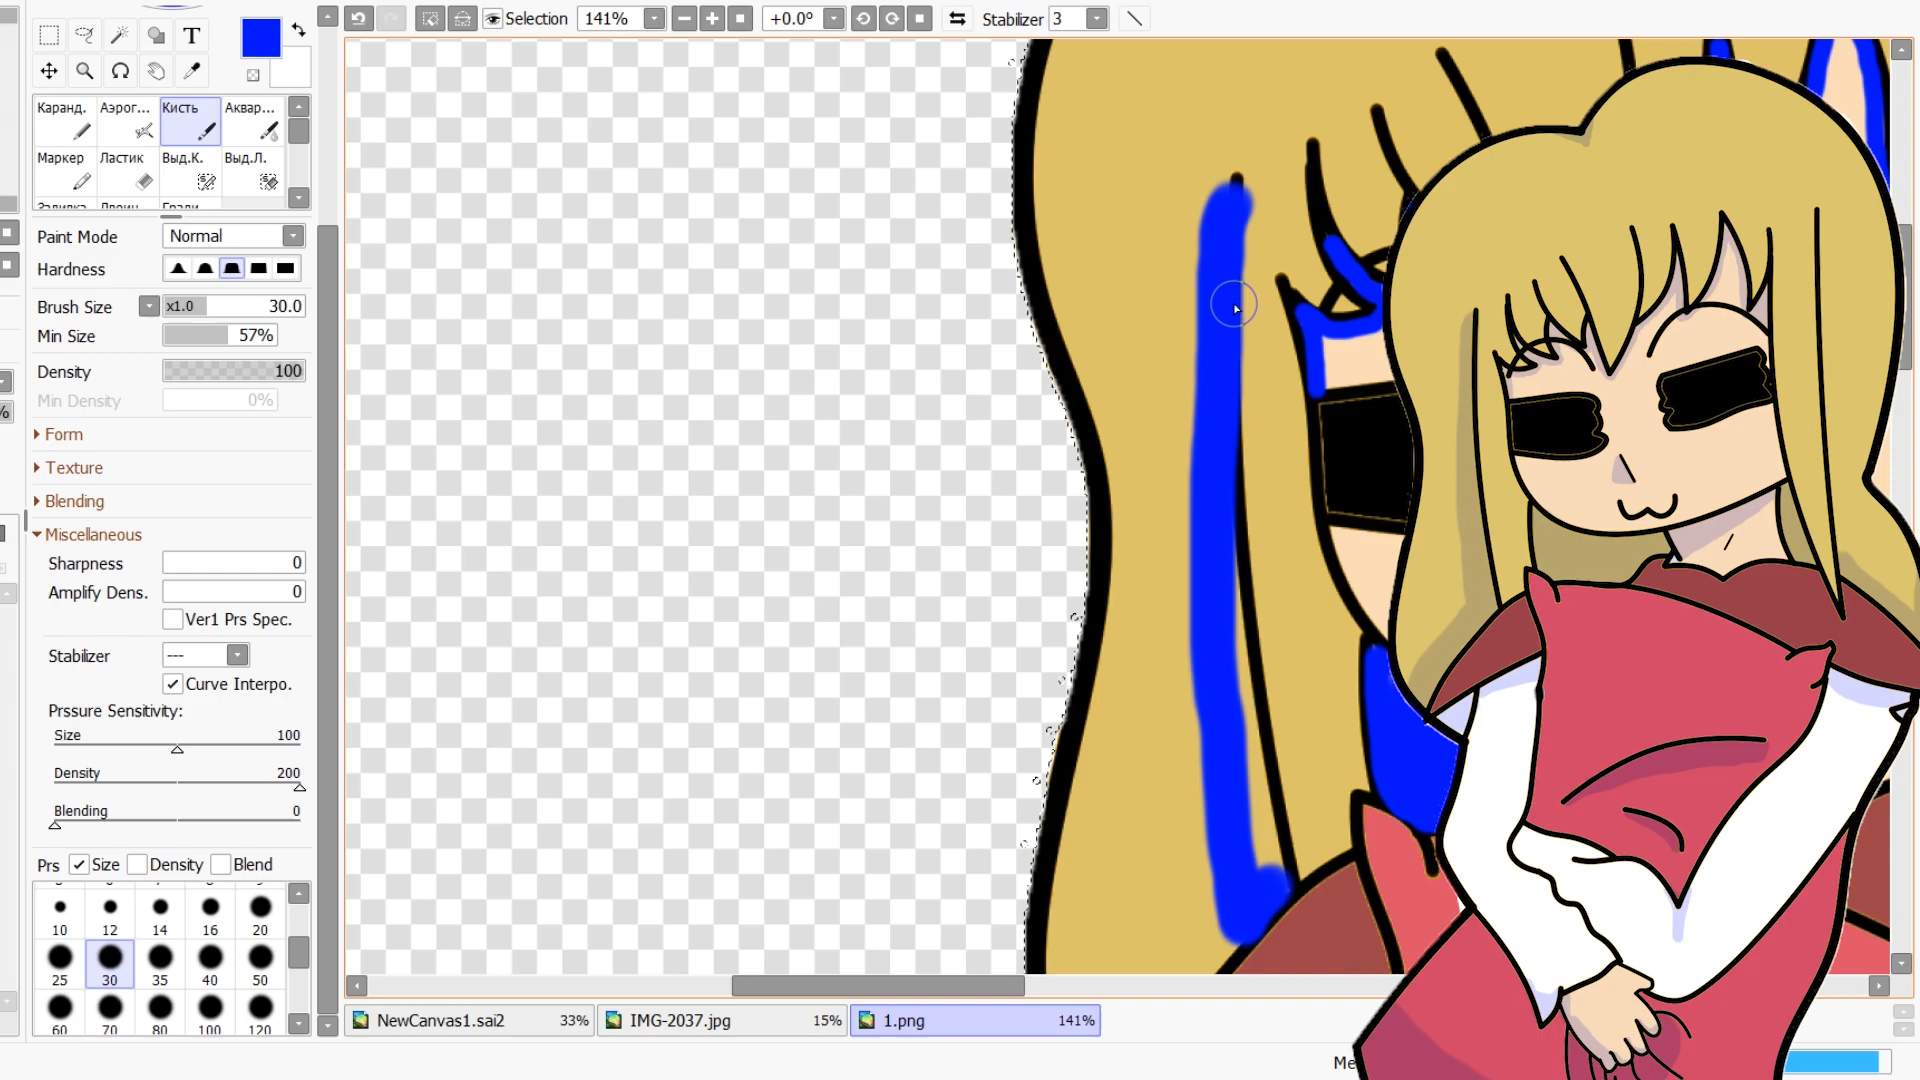 Selection 141% +0.0° Stabilizer 3
T
Каранд. Аэрог... Кисть Аквар...
Маркер Ластик Выд.К. Выд.Л.
Paint Mode Normal
Hardness
Brush Size x1.0 30.0
Min Size 57%
Density 100
Min Density 0%
%
Form
Texture
Blending
Miscellaneous
Sharpness 0
Amplify Dens. 0
Ver1 Prs Spec.
Stabilizer ---
Curve Interpo.
Prssure Sensitivity:
Size 100
Density 200
Blending 0
Prs Size Density Blend
10 12 14 16 20
25 30 35 40 50
60 70 80 100 120
NewCanvas1.sai2 33% IMG-2037.jpg 15% 1.png 141%
Me